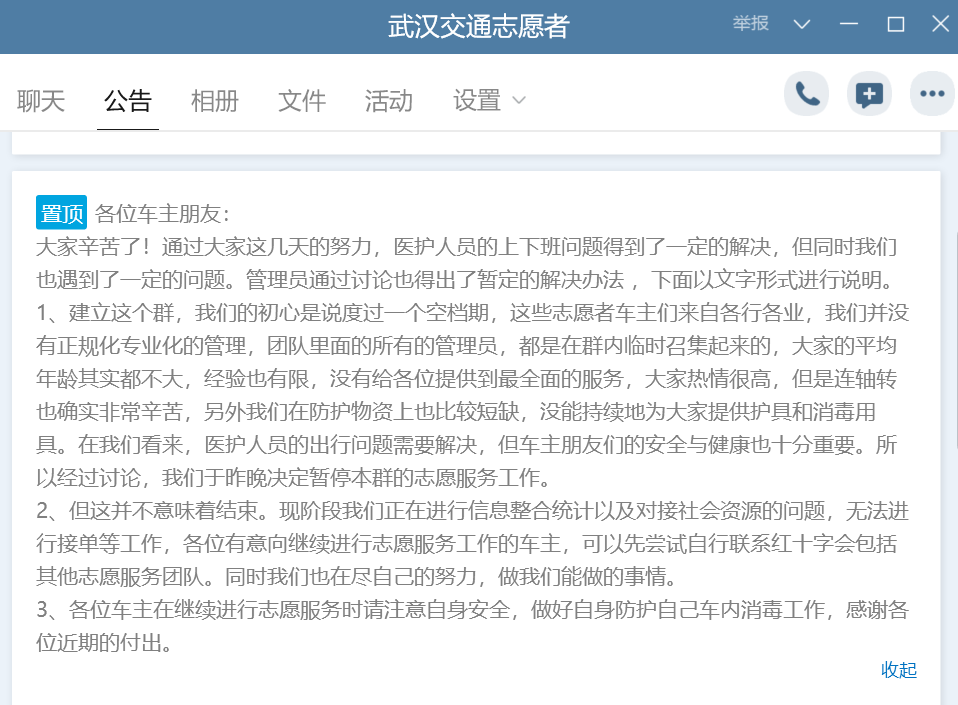 武汉交通志愿者
举报
聊天 公告 相册 文件 活动 设置
置顶 各位车主朋友：
大家辛苦了！通过大家这几天的努力，医护人员的上下班问题得到了一定的解决，但同时我们
也遇到了一定的问题。管理员通过讨论也得出了暂定的解决办法 ，下面以文字形式进行说明。
1、建立这个群，我们的初心是说度过一个空档期，这些志愿者车主们来自各行各业，我们并没
有正规化专业化的管理，团队里面的所有的管理员，都是在群内临时召集起来的，大家的平均
年龄其实都不大，经验也有限，没有给各位提供到最全面的服务，大家热情很高，但是连轴转
也确实非常辛苦，另外我们在防护物资上也比较短缺，没能持续地为大家提供护具和消毒用
具。在我们看来，医护人员的出行问题需要解决，但车主朋友们的安全与健康也十分重要。所
以经过讨论，我们于昨晚决定暂停本群的志愿服务工作。
2、但这并不意味着结束。现阶段我们正在进行信息整合统计以及对接社会资源的问题，无法进
行接单等工作，各位有意向继续进行志愿服务工作的车主，可以先尝试自行联系红十字会包括
其他志愿服务团队。同时我们也在尽自己的努力，做我们能做的事情。
3、各位车主在继续进行志愿服务时请注意自身安全，做好自身防护自己车内消毒工作，感谢各
位近期的付出。
收起